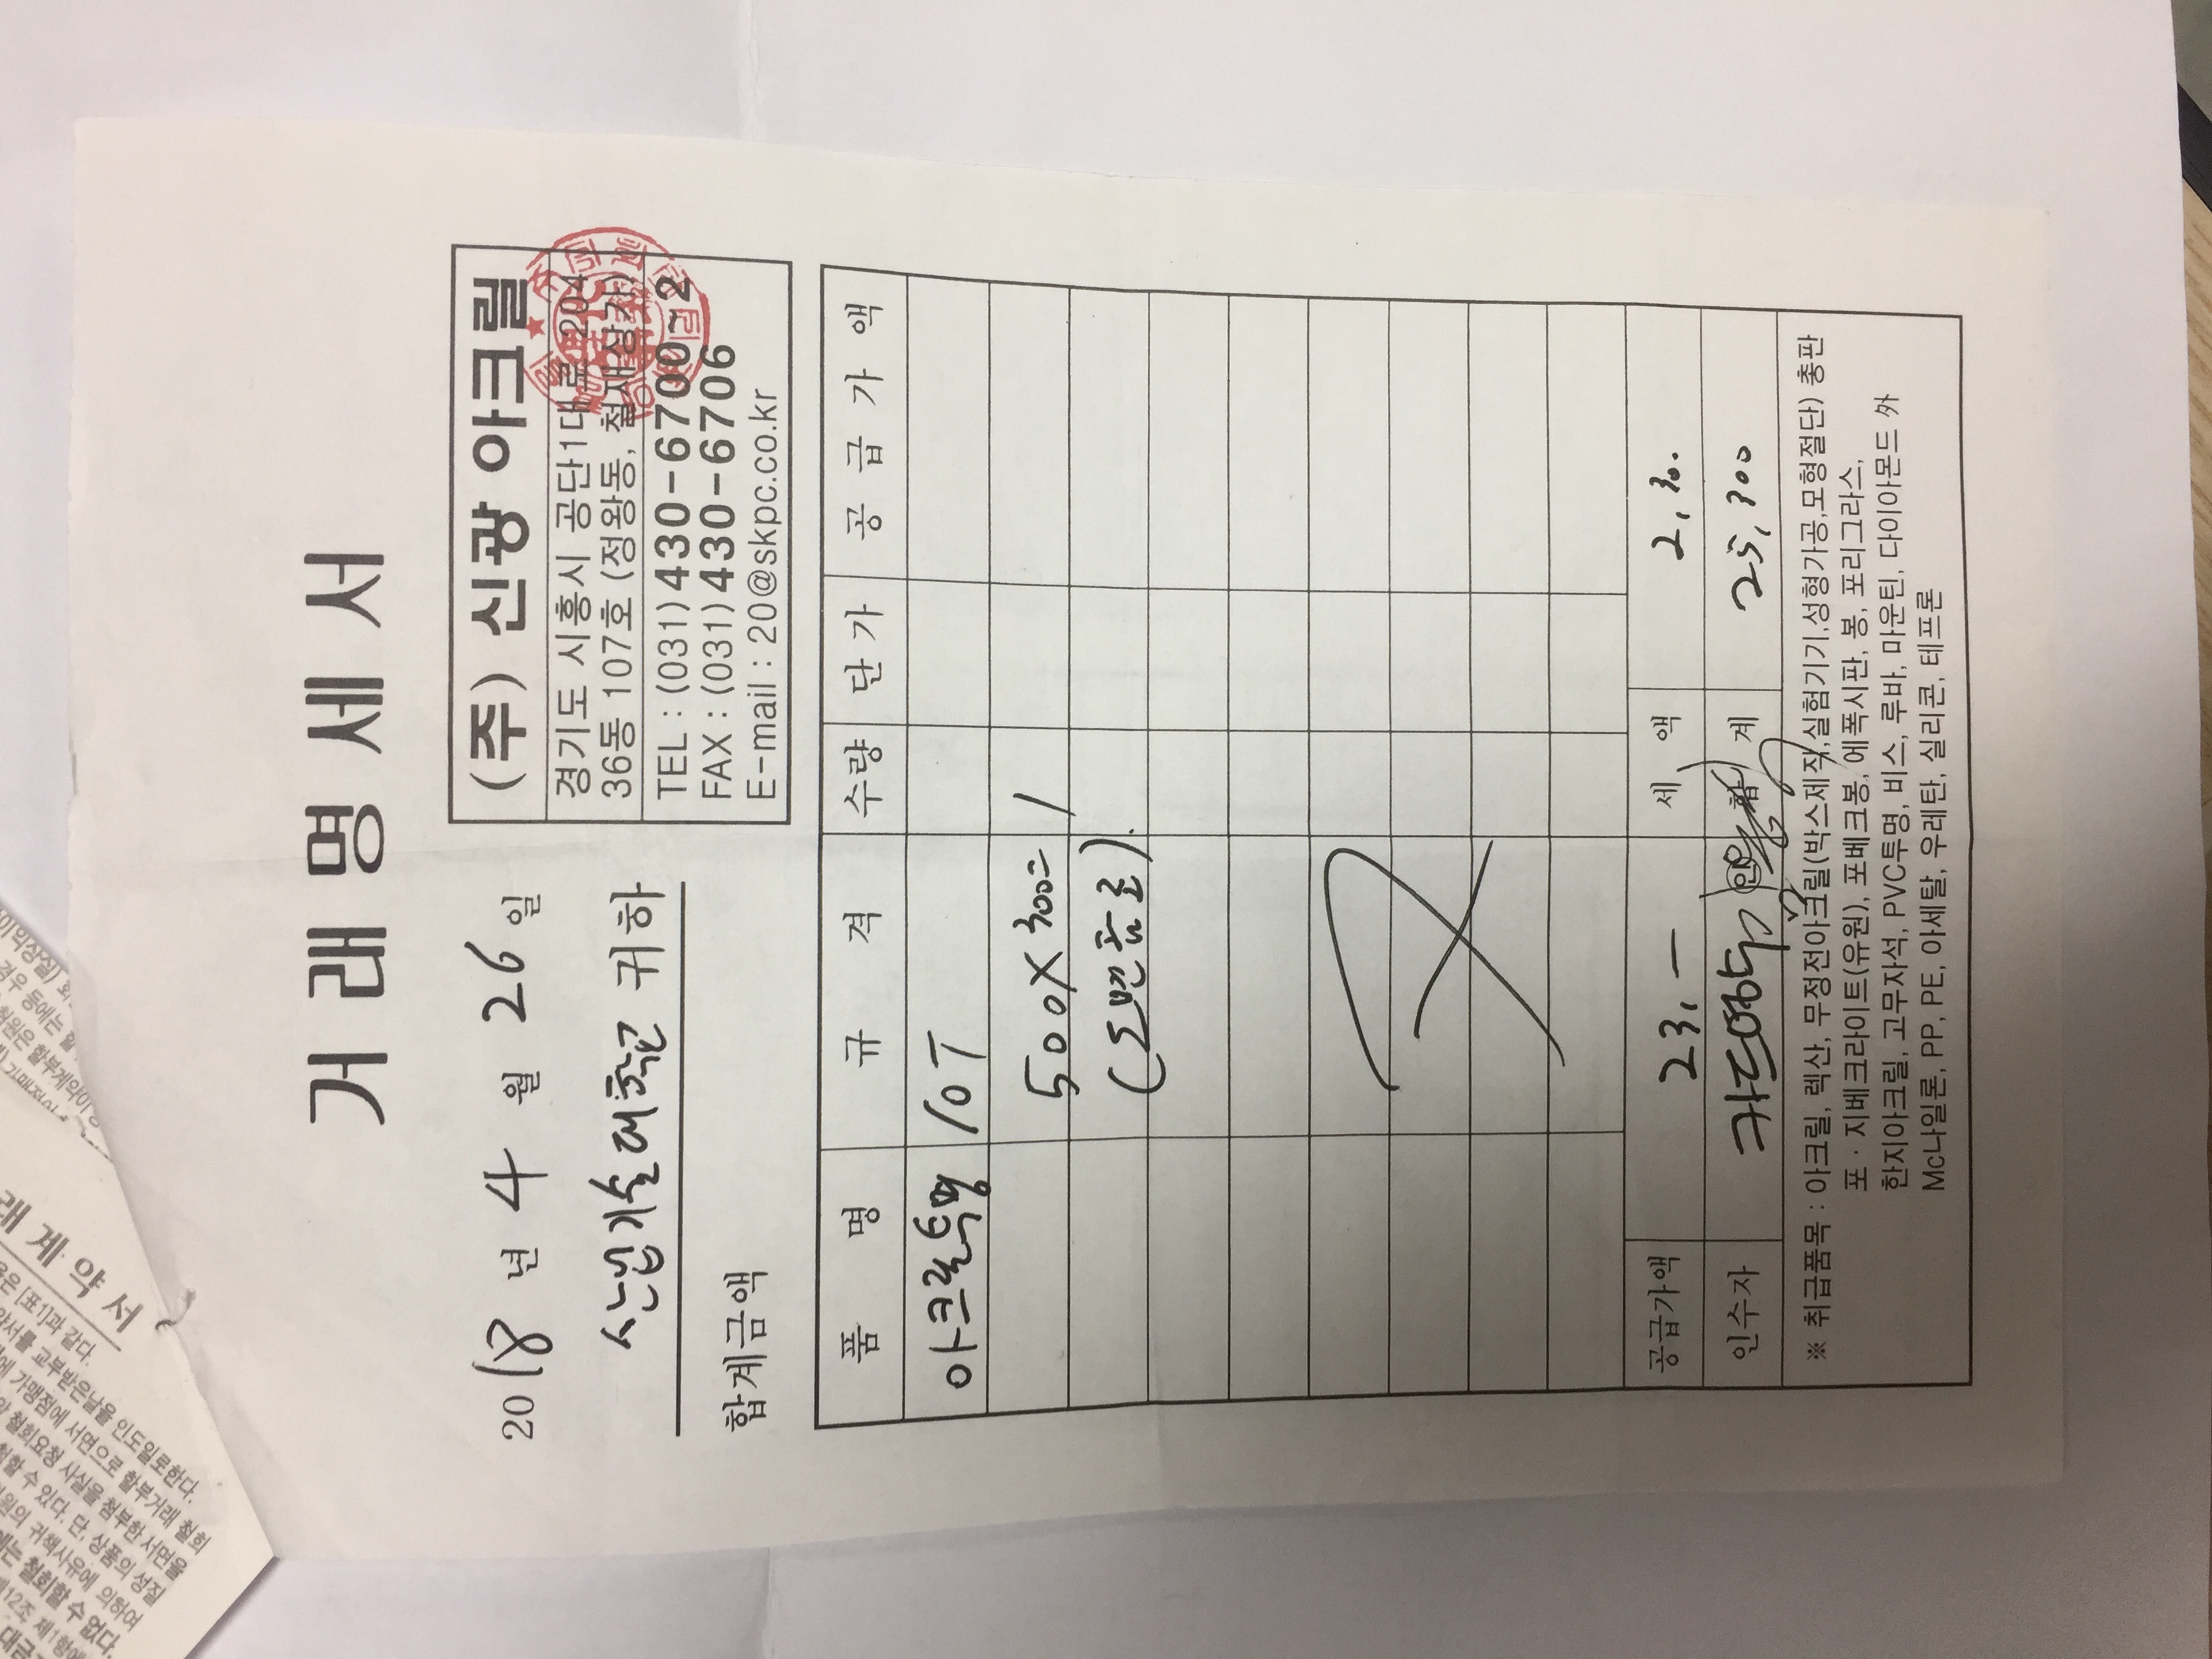 래 계 약 서
거래명세서
2018년 4월 26일
산업기술대학교 귀하
합계금액
(주) 신광 아크릴
경기도 시흥시 공단1대로 204
36동 107호 (정왕동, 철재상가)
TEL : (031) 430-6700~2
FAX : (031) 430-6706
E-mail : 20@skpc.co.kr
품 명 규 격 수량 단가 공 급 가 액
아크릴투명 10T
500X300= 1
(도면 참조)
공급가액 23,— 세 액 2,30.
인수자 카드영수 인 합 계 25,300
※ 취급품목 : 아크릴, 렉산, 무정전아크릴(박스제작,실험기기,성형가공,모형절단) 총판
포 · 지베크라이트(유원), 포베크봉, 에폭시판, 봉, 포리그라스,
한지아크릴, 고무자석, PVC투명, 비스, 루바, 마운틴, 다이아몬드 外
Mc나일론, PP, PE, 아세탈, 우레탄, 실리콘, 테프론